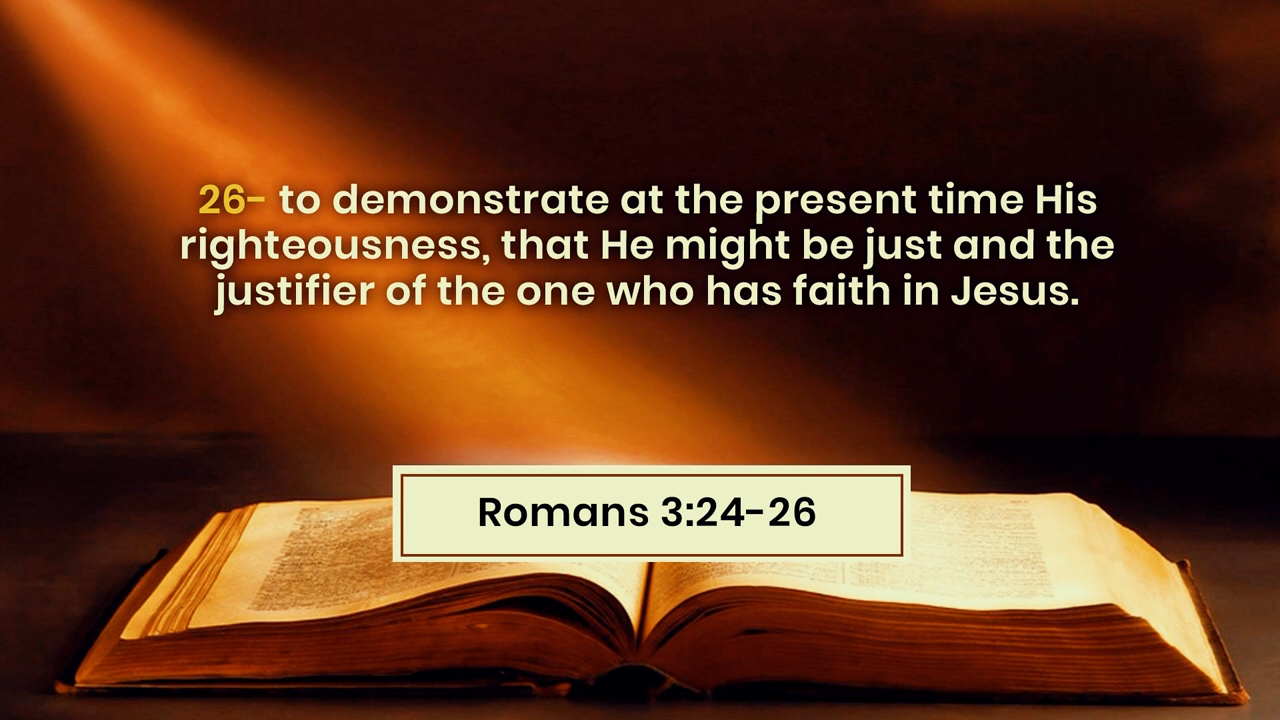 26- to demonstrate at the present time His
righteousness, that He might be just and the
justifier of the one who has faith in Jesus.
Romans 3:24-26